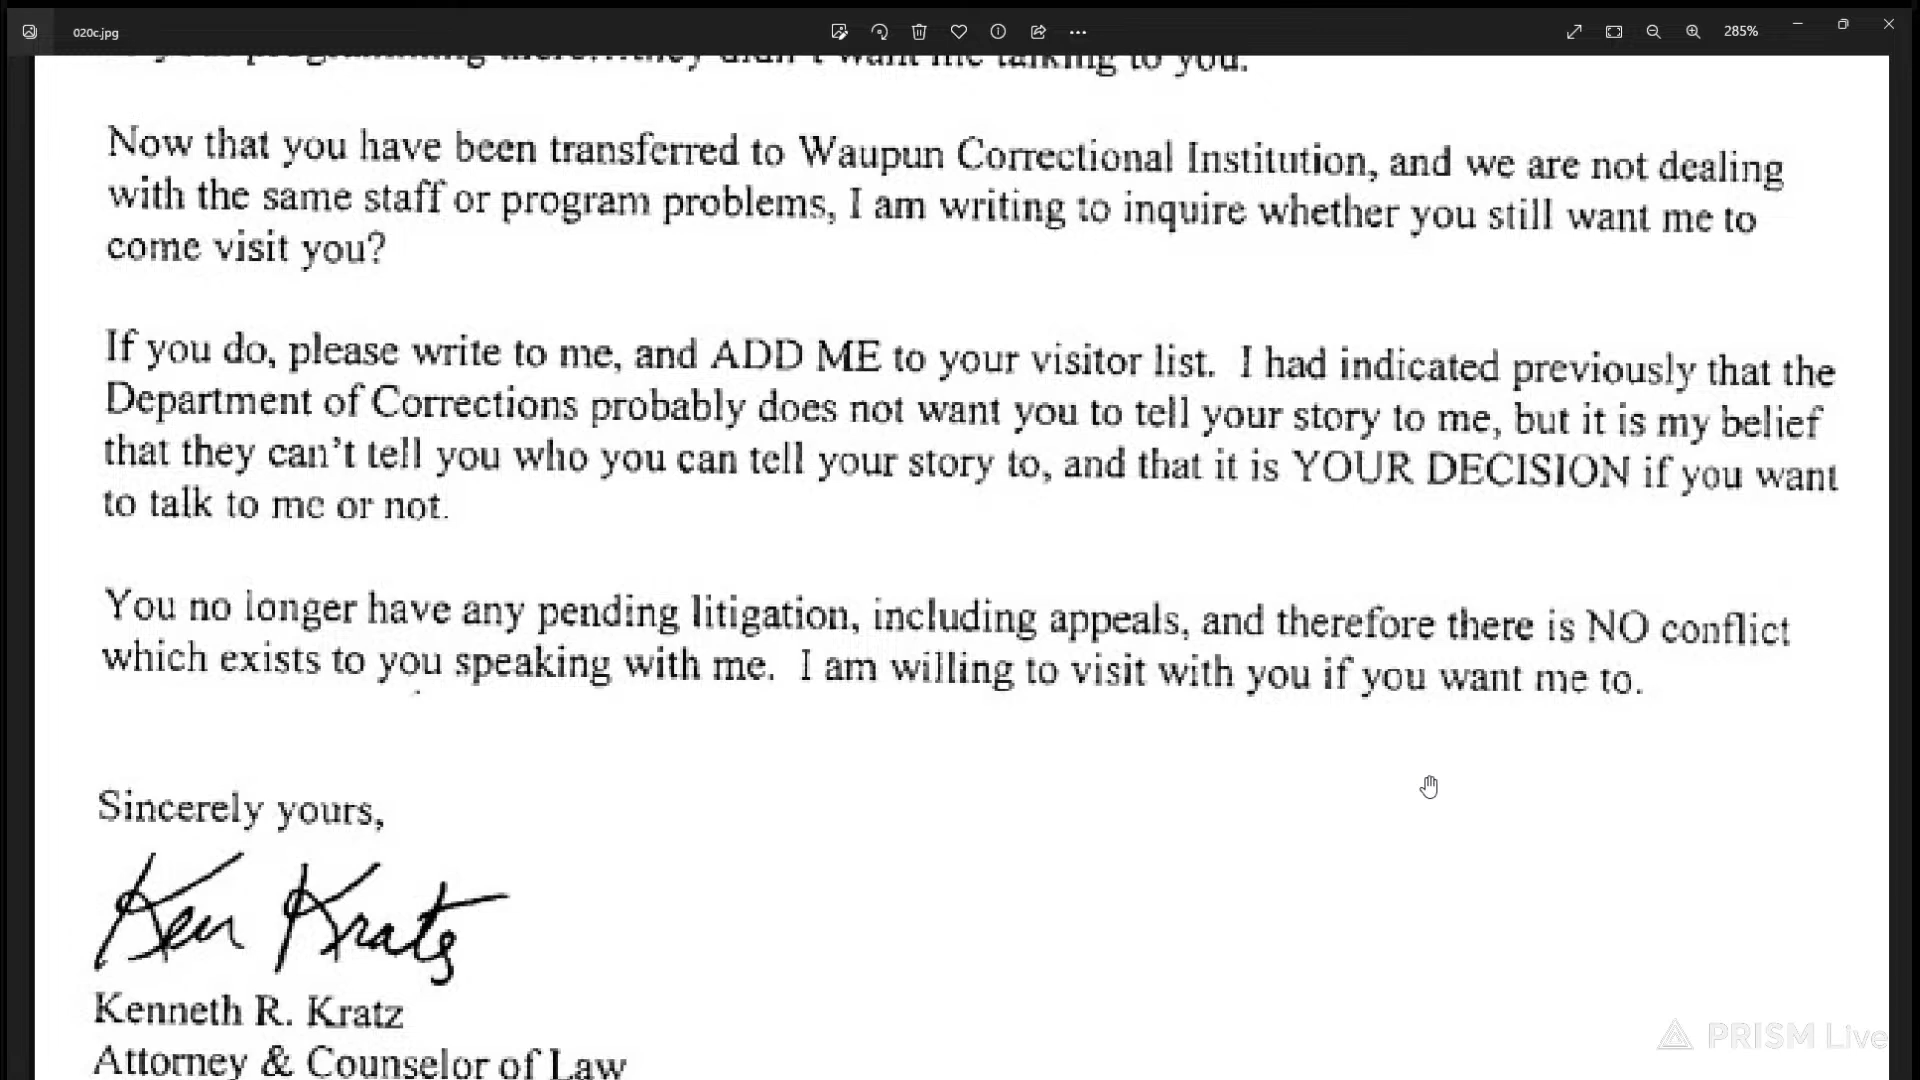 020c.jpg
285%
they didn't want me talking to you.
Now that you have been transferred to Waupun Correctional Institution, and we are not dealing
with the same staff or program problems, I am writing to inquire whether you still want me to
come visit you?
If you do, please write to me, and ADD ME to your visitor list. I had indicated previously that the
Department of Corrections probably does not want you to tell your story to me, but it is my belief
that they can't tell you who you can tell your story to, and that it is YOUR DECISION if you want
to talk to me or not.
You no longer have any pending litigation, including appeals, and therefore there is NO conflict
which exists to you speaking with me. I am willing to visit with you if you want me to.
Sincerely yours,
Ken Kratz
Kenneth R. Kratz
Attorney & Counselor of Law
PRISM Live